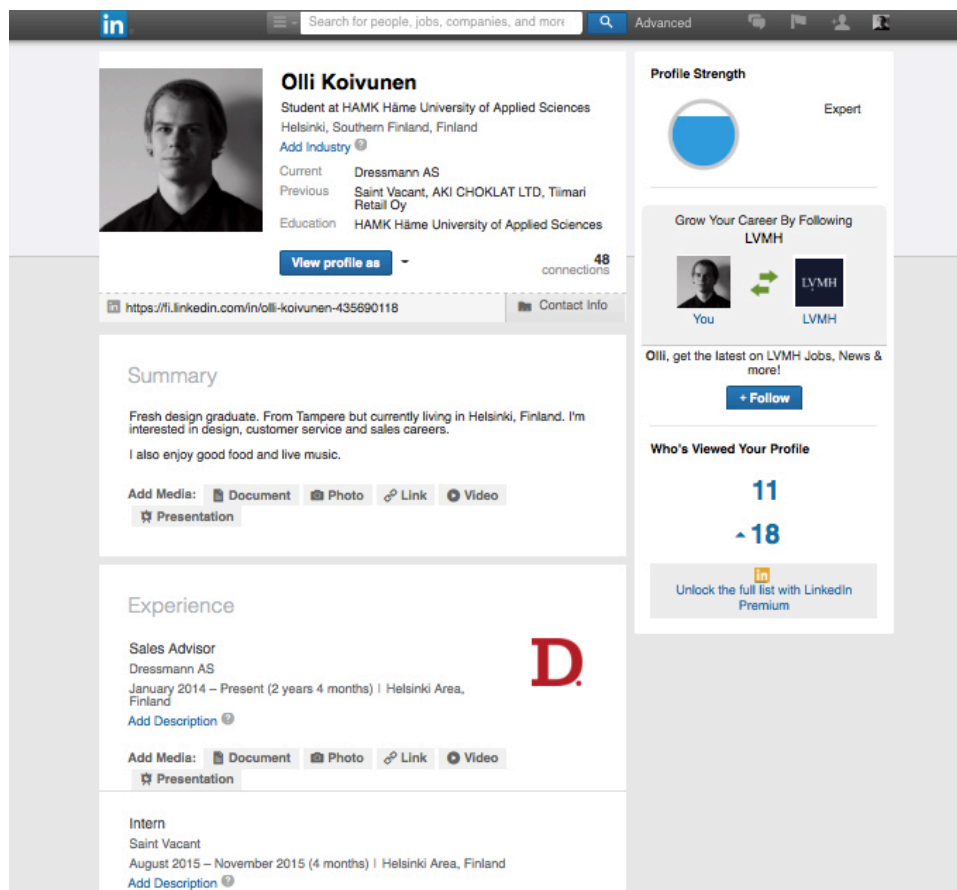 in
Search for people, jobs, companies, and more
Advanced
Olli Koivunen
Student at HAMK Häme University of Applied Sciences
Helsinki, Southern Finland, Finland
Add Industry ?
Current Dressmann AS
Previous Saint Vacant, AKI CHOKLAT LTD, Tiimari
Retail Oy
Education HAMK Häme University of Applied Sciences
View profile as
48
connections
in https://fi.linkedin.com/in/olli-koivunen-435690118
Contact Info
Summary
Fresh design graduate. From Tampere but currently living in Helsinki, Finland. I'm
interested in design, customer service and sales careers.
I also enjoy good food and live music.
Add Media: Document Photo Link Video
Presentation
Experience
Sales Advisor
Dressmann AS
January 2014 – Present (2 years 4 months) | Helsinki Area,
Finland
Add Description ?
D.
Add Media: Document Photo Link Video
Presentation
Intern
Saint Vacant
August 2015 – November 2015 (4 months) | Helsinki Area, Finland
Add Description ?
Profile Strength
Expert
Grow Your Career By Following
LVMH
LVMH
You LVMH
Olli, get the latest on LVMH Jobs, News &
more!
+ Follow
Who's Viewed Your Profile
11
18
in
Unlock the full list with LinkedIn
Premium